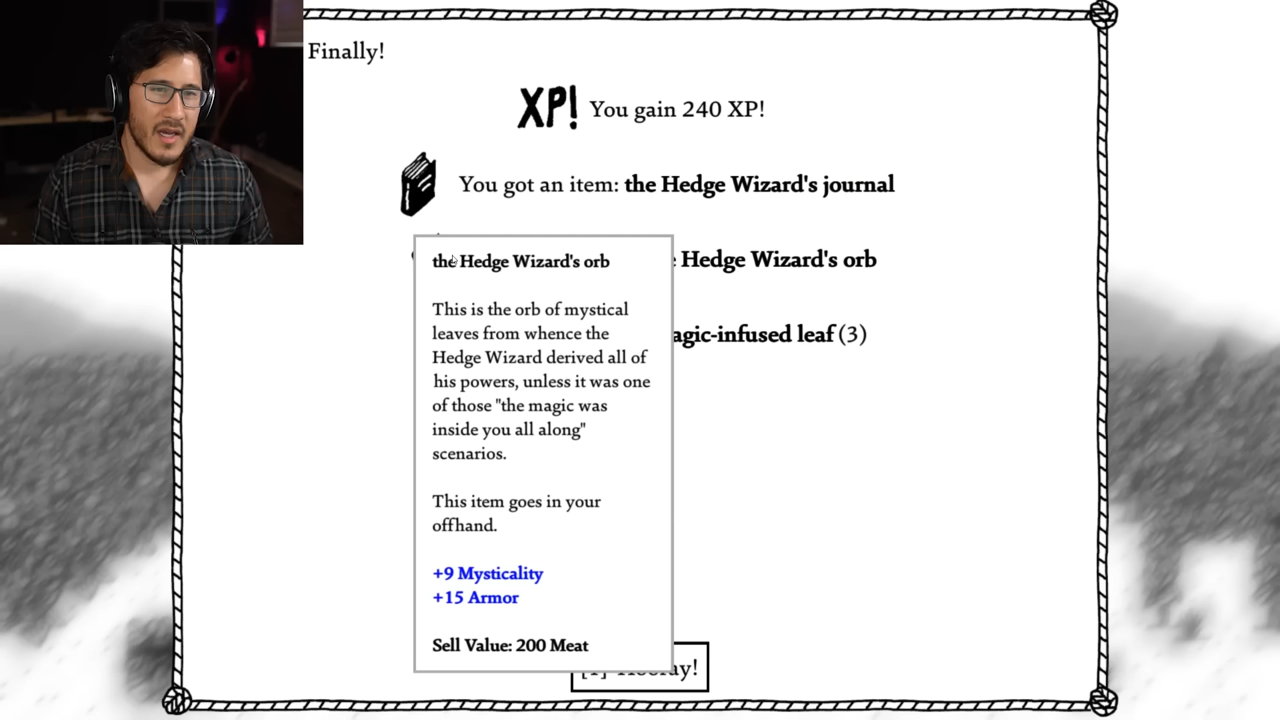 Finally!
XP! You gain 240 XP!
You got an item: the Hedge Wizard's journal
Hedge Wizard's orb
agic-infused leaf (3)
the Hedge Wizard's orb
This is the orb of mystical
leaves from whence the
Hedge Wizard derived all of
his powers, unless it was one
of those "the magic was
inside you all along"
scenarios.
This item goes in your
offhand.
+9 Mysticality
+15 Armor
Sell Value: 200 Meat